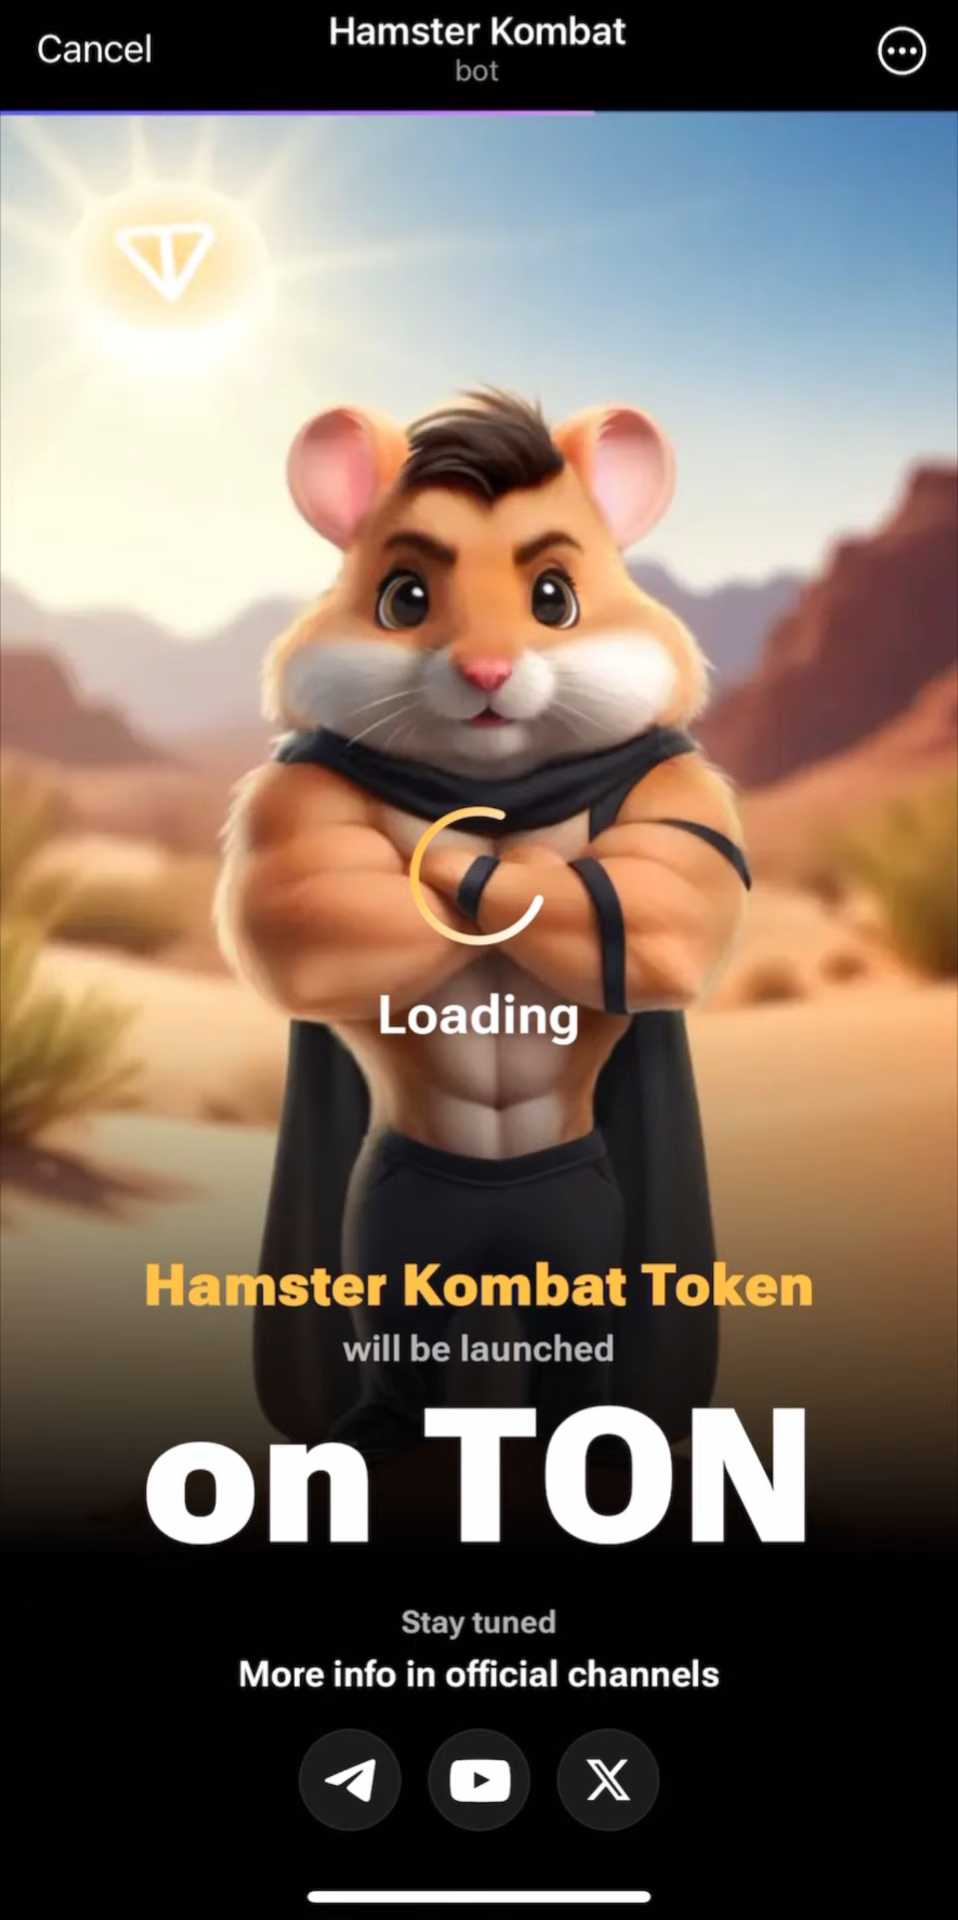 Cancel
Hamster Kombat
bot
Loading
Hamster Kombat Token
will be launched
on TON
Stay tuned
More info in official channels